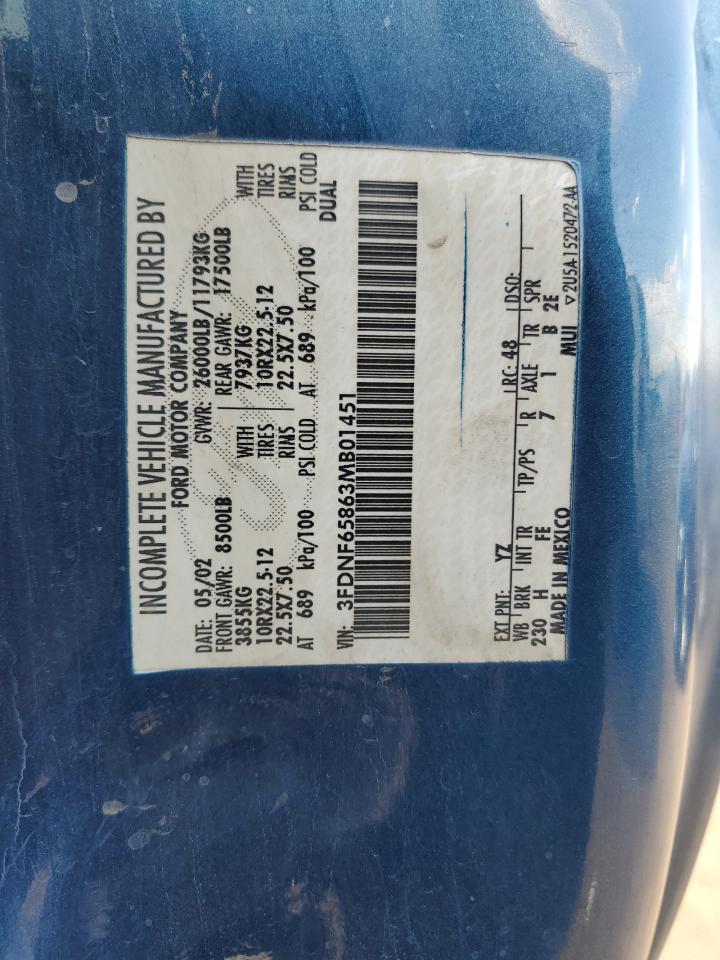 INCOMPLETE VEHICLE MANUFACTURED BY
FORD MOTOR COMPANY
DATE: 05/02 GVWR: 26000LB/11793KG
FRONT GAWR: 8500LB REAR GAWR: 17500LB
3855KG WITH 7937KG WITH
10RX22.5-12 TIRES 10RX22.5-12 TIRES
22.5X7.50 RIMS 22.5X7.50 RIMS
AT 689 kPa/100 PSI COLD AT 689 kPa/100 PSI COLD
DUAL
VIN: 3FDNF65863MB01451
EXT PNT: YZ RC: 48 DSO:
WB BRK INT TR TP/PS R AXLE TR SPR
230 H FE 7 1 B 2E
MADE IN MEXICO MUI
▽2U5A-1520472-AA